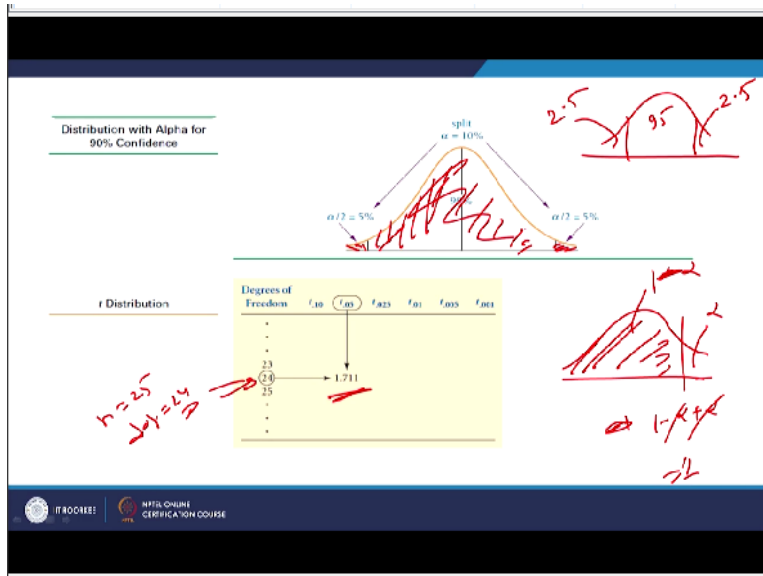 Distribution with Alpha for
90% Confidence
split
α = 10%
α/2 = 5%
α/2 = 5%
2.5
95
2.5
t Distribution
Degrees of
Freedom t.10 t.05 t.025 t.01 t.005 t.001
23
24 1.711
25
n = 25
dof = 24
1-α
α
1-α+α
=1
IIT ROORKEE
NPTEL ONLINE
CERTIFICATION COURSE